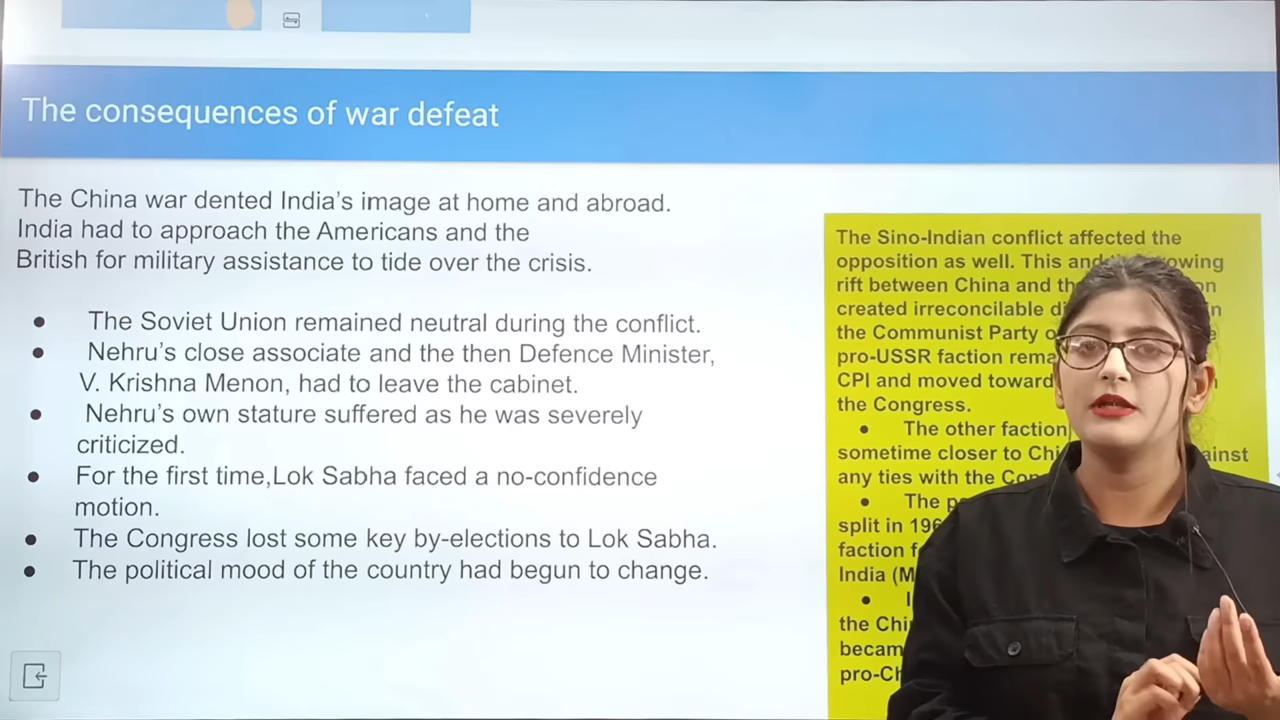 The consequences of war defeat
The China war dented India's image at home and abroad.
India had to approach the Americans and the
British for military assistance to tide over the crisis.
● The Soviet Union remained neutral during the conflict.
● Nehru's close associate and the then Defence Minister,
V. Krishna Menon, had to leave the cabinet.
● Nehru's own stature suffered as he was severely
criticized.
● For the first time,Lok Sabha faced a no-confidence
motion.
● The Congress lost some key by-elections to Lok Sabha.
● The political mood of the country had begun to change.
The Sino-Indian conflict affected the
opposition as well. This and
rift between China and
created irreconcilable
the Communist Party
pro-USSR faction
CPI and moved
the Congress.
● The other faction
sometime closer to
any ties with the
● The
split in
faction
India
●
the
pro-